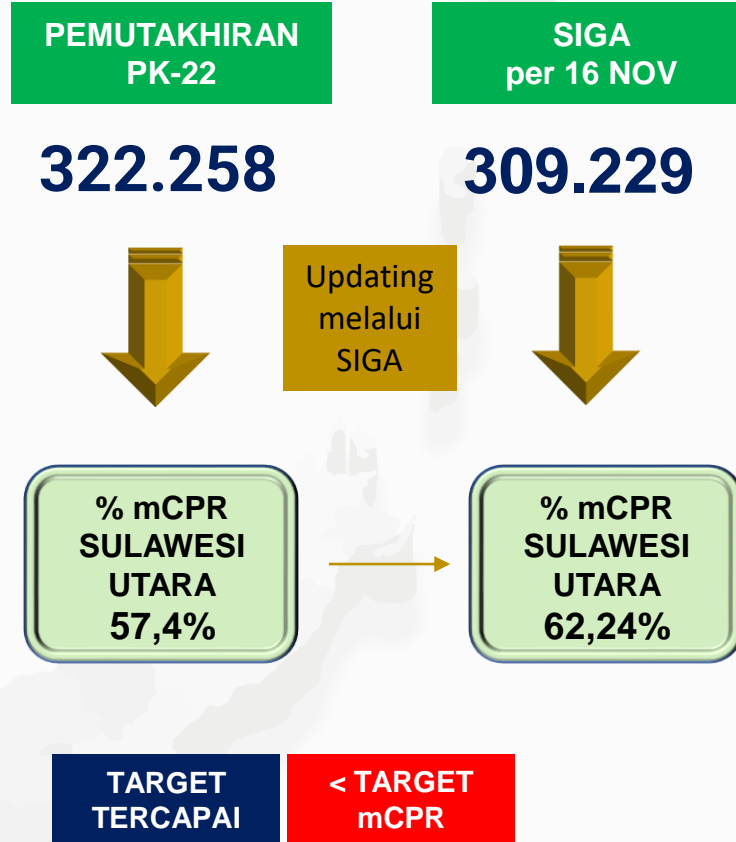 PEMUTAKHIRAN
PK-22
SIGA
per 16 NOV
322.258
309.229
Updating
melalui
SIGA
% mCPR
SULAWESI
UTARA
57,4%
% mCPR
SULAWESI
UTARA
62,24%
TARGET
TERCAPAI
< TARGET
mCPR